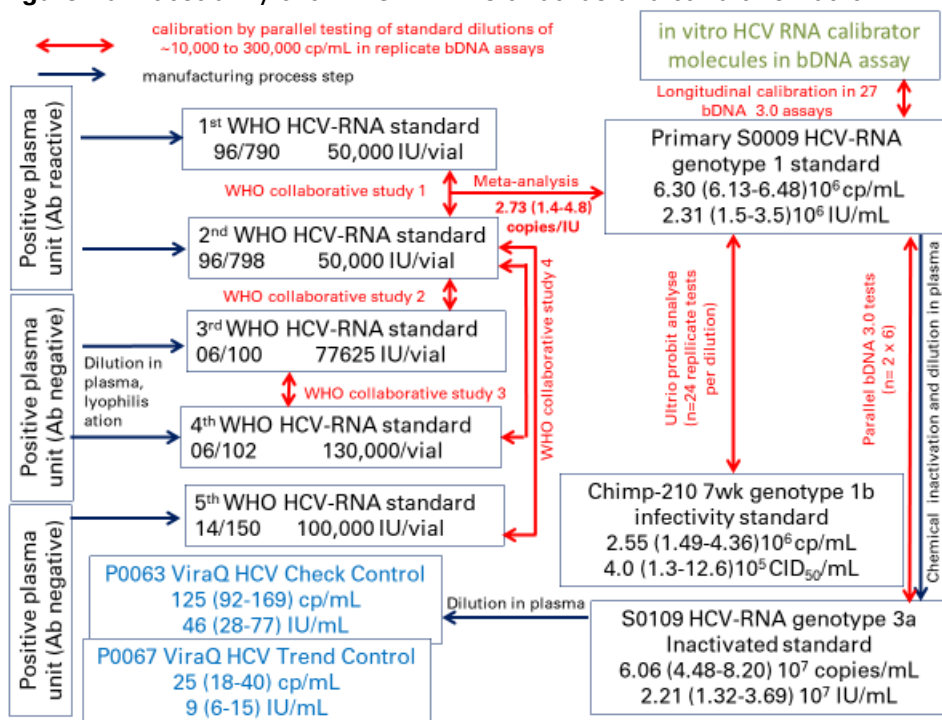 calibration by parallel testing of standard dilutions of
~10,000 to 300,000 cp/mL in replicate bDNA assays
manufacturing process step
in vitro HCV RNA calibrator
molecules in bDNA assay
Longitudinal calibration in 27
bDNA 3.0 assays
Positive plasma
unit (Ab reactive)
1st WHO HCV-RNA standard
96/790 50,000 IU/vial
WHO collaborative study 1
Meta-analysis
2.73 (1.4-4.8)
copies/IU
Primary S0009 HCV-RNA
genotype 1 standard
6.30 (6.13-6.48)10⁶cp/mL
2.31 (1.5-3.5)10⁶ IU/mL
2nd WHO HCV-RNA standard
96/798 50,000 IU/vial
WHO collaborative study 2
WHO collaborative study 4
Positive plasma
unit (Ab negative)
Dilution in
plasma,
lyophilis
ation
3rd WHO HCV-RNA standard
06/100 77625 IU/vial
WHO collaborative study 3
4th WHO HCV-RNA standard
06/102 130,000/vial
Ultrio probit analyse
(n=24 repllicate tests
per dilution)
Parallel bDNA 3.0 tests
(n= 2 x 6)
Chemical inactivation and dilution in plasma
Positive plasma
unit (Ab negative)
5th WHO HCV-RNA standard
14/150 100,000 IU/vial
Chimp-210 7wk genotype 1b
infectivity standard
2.55 (1.49-4.36)10⁶cp/mL
4.0 (1.3-12.6)10⁵ CID₅₀/mL
P0063 ViraQ HCV Check Control
125 (92-169) cp/mL
46 (28-77) IU/mL
Dilution in plasma
P0067 ViraQ HCV Trend Control
25 (18-40) cp/mL
9 (6-15) IU/mL
S0109 HCV-RNA genotype 3a
Inactivated standard
6.06 (4.48-8.20) 10⁷ copies/mL
2.21 (1.32-3.69) 10⁷ IU/mL